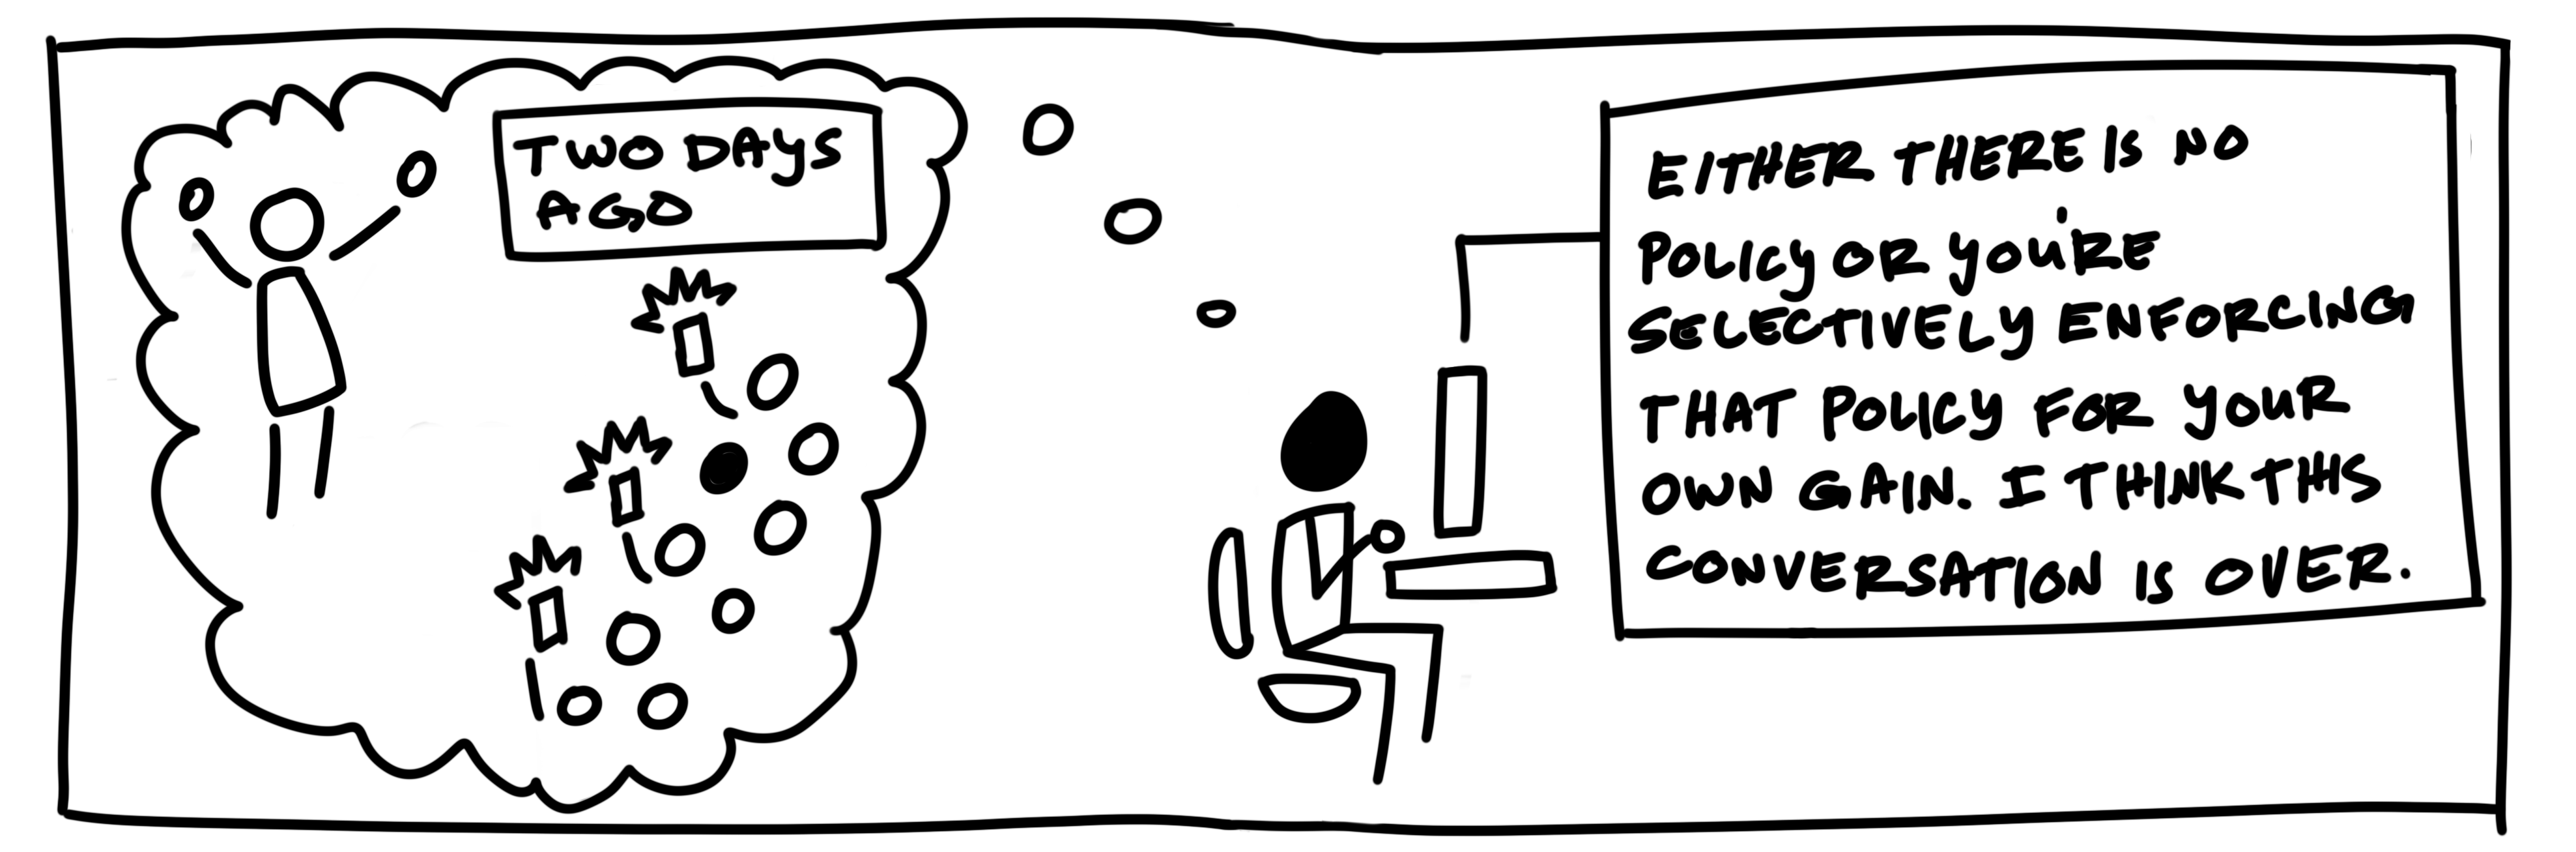 TWO DAYS
AGO
EITHER THERE IS NO
POLICY OR YOU'RE
SELECTIVELY ENFORCING
THAT POLICY FOR YOUR
OWN GAIN. I THINK THIS
CONVERSATION IS OVER.